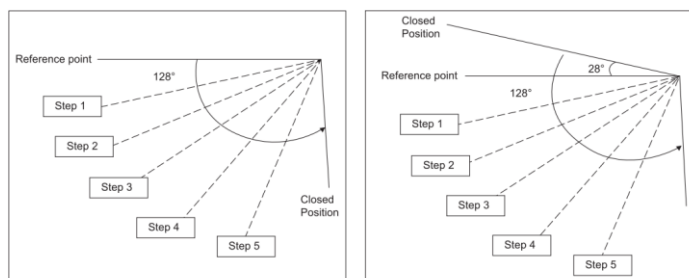 Reference point
128°
Step 1
Step 2
Step 3
Step 4
Step 5
Closed
Position
Closed
Position
Reference point
28°
128°
Step 1
Step 2
Step 3
Step 4
Step 5